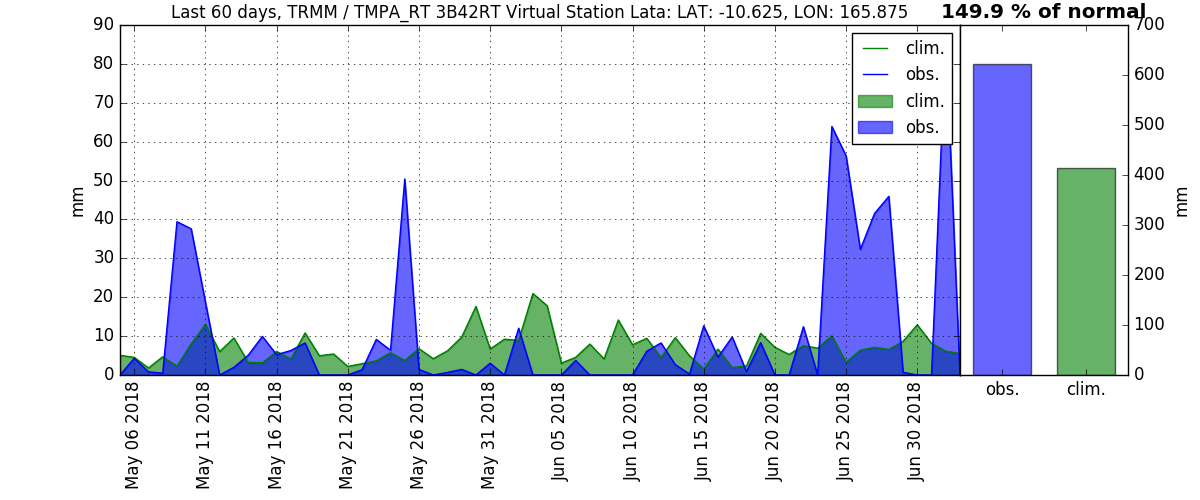 Last 60 days, TRMM / TMPA_RT 3B42RT Virtual Station Lata: LAT: -10.625, LON: 165.875
149.9 % of normal
90
80
70
60
50
40
30
20
10
0
mm
clim.
obs.
clim.
obs.
May 06 2018
May 11 2018
May 16 2018
May 21 2018
May 26 2018
May 31 2018
Jun 05 2018
Jun 10 2018
Jun 15 2018
Jun 20 2018
Jun 25 2018
Jun 30 2018
700
600
500
400
300
200
100
0
mm
obs.
clim.